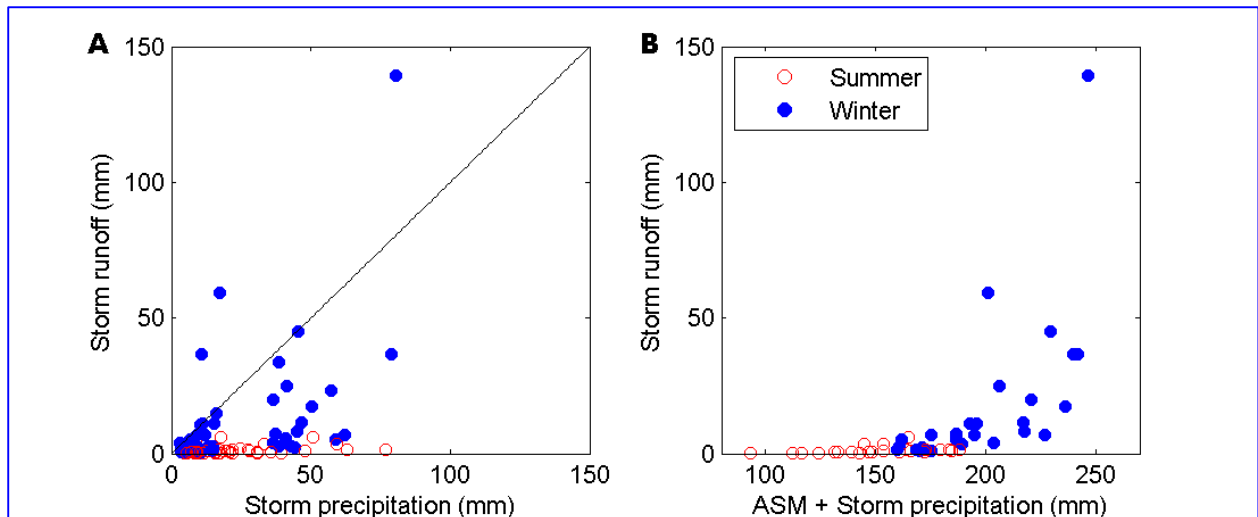 A
150
100
50
0
Storm runoff (mm)
0
50
100
150
Storm precipitation (mm)
B
150
100
50
0
Storm runoff (mm)
Summer
Winter
100
150
200
250
ASM + Storm precipitation (mm)